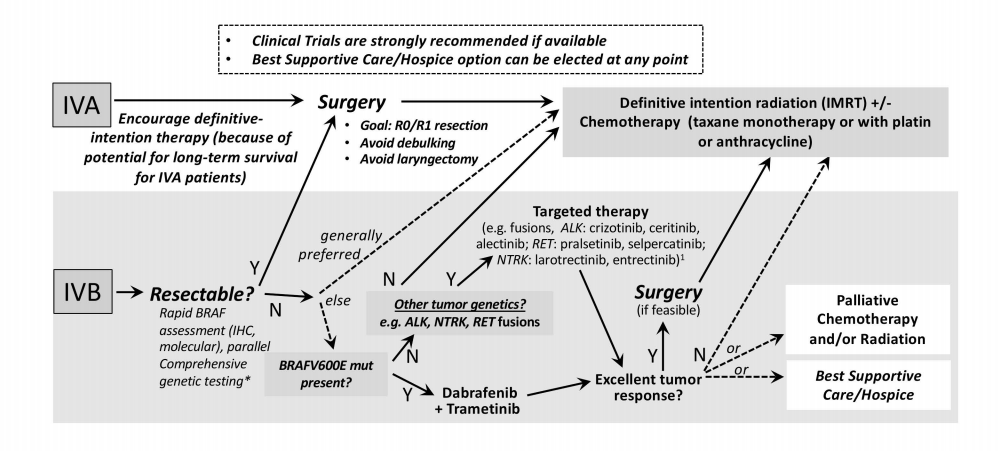 • Clinical Trials are strongly recommended if available
• Best Supportive Care/Hospice option can be elected at any point
IVA
Encourage definitive-
intention therapy (because of
potential for long-term survival
for IVA patients)
Surgery
• Goal: R0/R1 resection
• Avoid debulking
• Avoid laryngectomy
Definitive intention radiation (IMRT) +/-
Chemotherapy (taxane monotherapy or with platin
or anthracycline)
IVB
Resectable?
Rapid BRAF
assessment (IHC,
molecular), parallel
Comprehensive
genetic testing*
Y
N
generally
preferred
else
BRAFV600E mut
present?
N
Y
Other tumor genetics?
e.g. ALK, NTRK, RET fusions
N
Y
Targeted therapy
(e.g. fusions, ALK: crizotinib, ceritinib,
alectinib; RET: pralsetinib, selpercatinib;
NTRK: larotrectinib, entrectinib)1
Dabrafenib
+ Trametinib
Excellent tumor
response?
Y
N
Surgery
(if feasible)
or
or
Palliative
Chemotherapy
and/or Radiation
Best Supportive
Care/Hospice